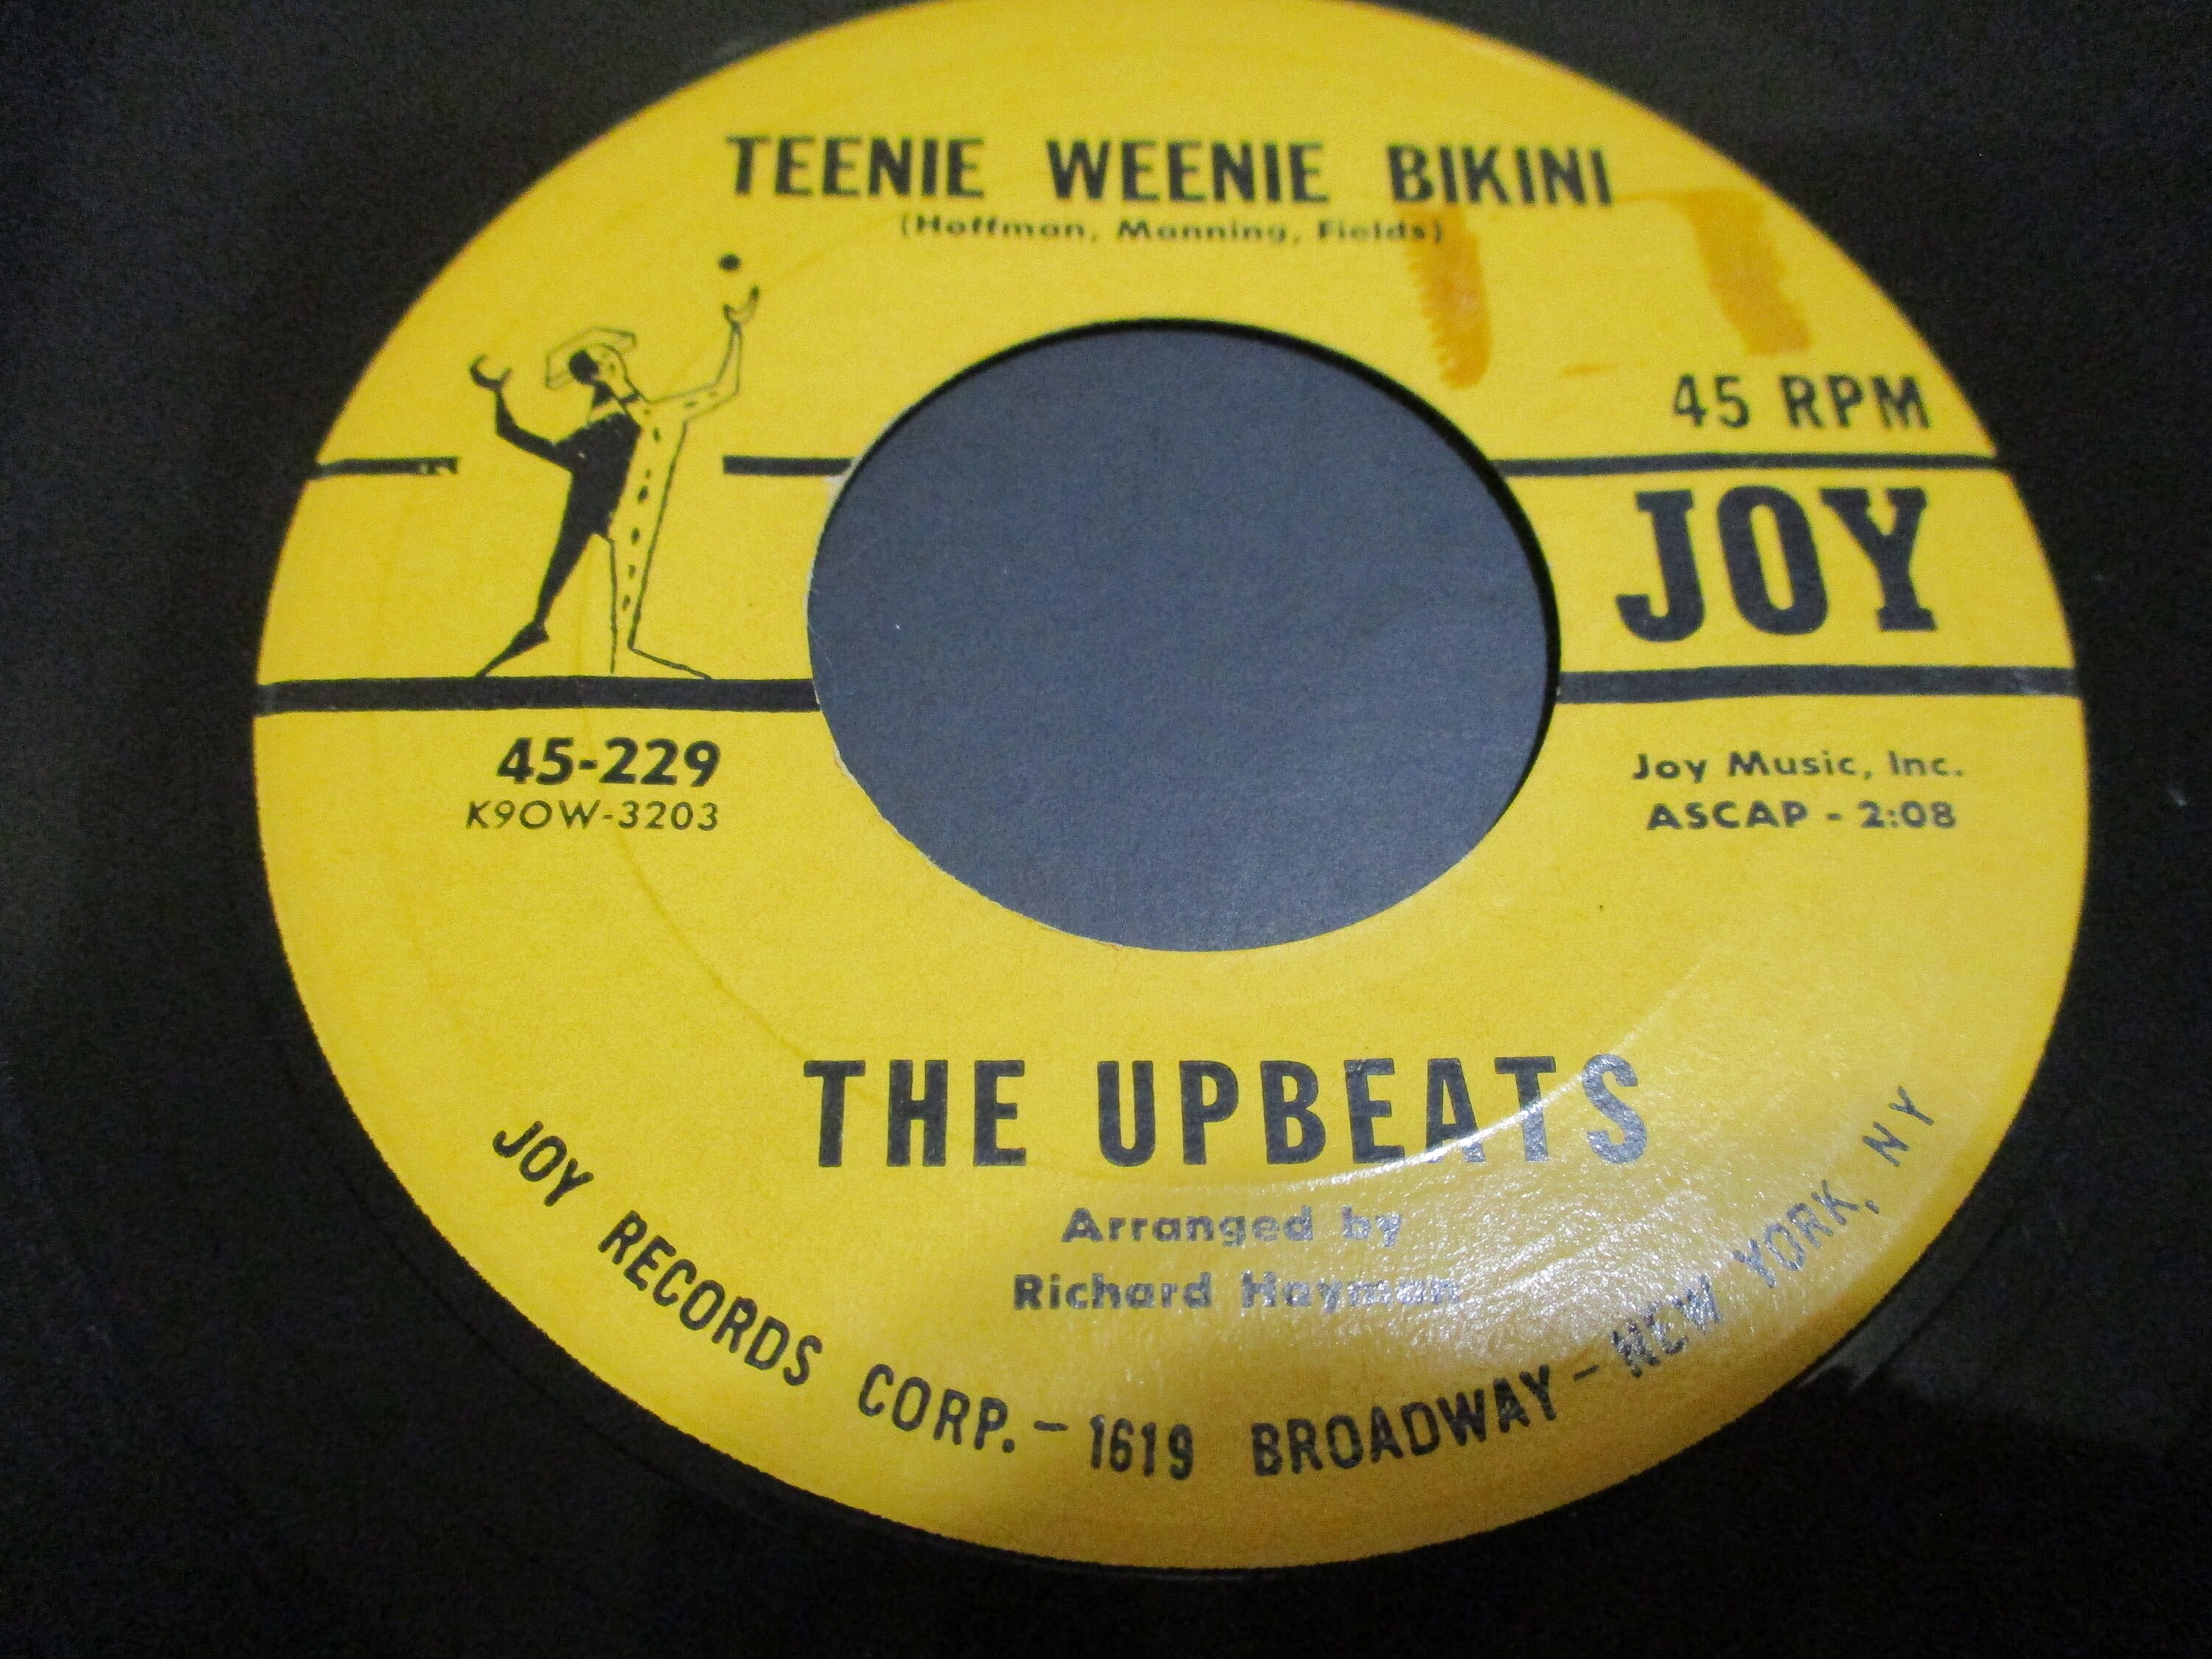 TEENIE WEENIE BIKINI
(Hoffman, Manning, Fields)
45 RPM
JOY
45-229
K9OW-3203
Joy Music, Inc.
ASCAP - 2:08
THE UPBEATS
Arranged by
Richard Hayman
JOY RECORDS CORP. - 1619 BROADWAY - NEW YORK, NY